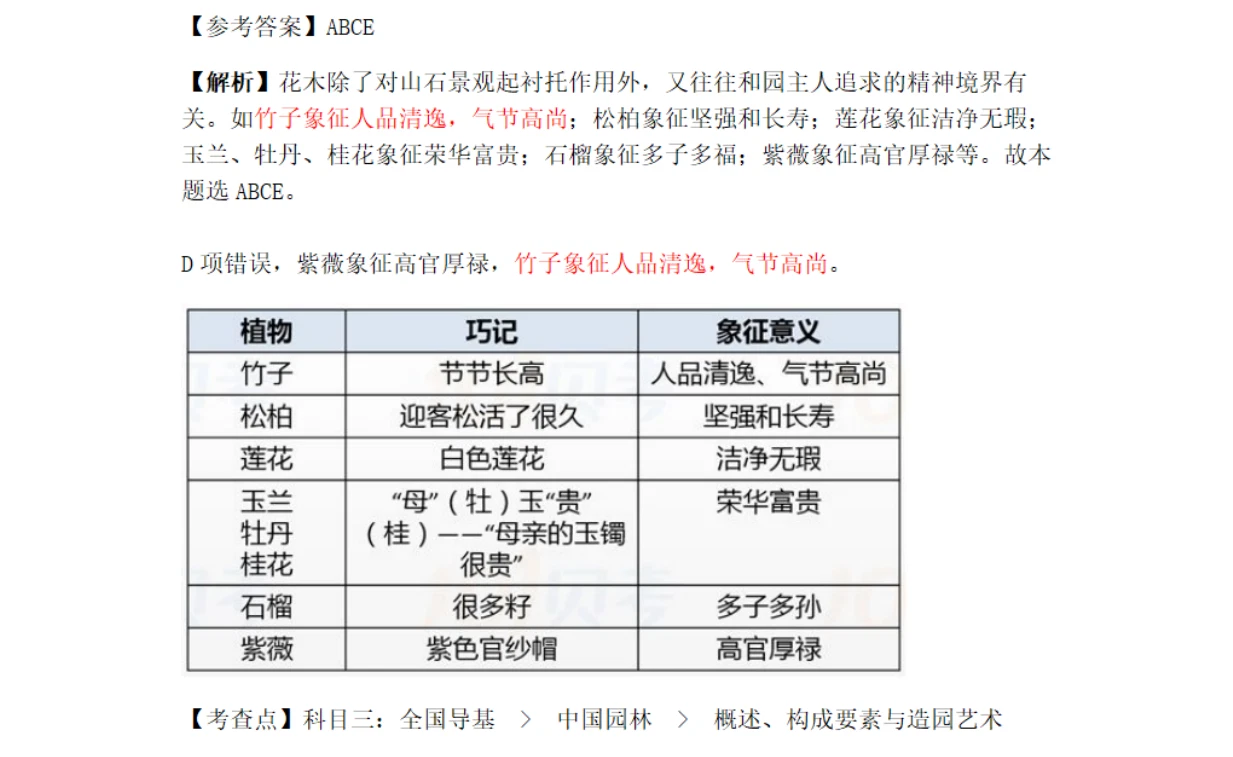 【参考答案】ABCE
【解析】花木除了对山石景观起衬托作用外，又往往和园主人追求的精神境界有
关。如竹子象征人品清逸，气节高尚；松柏象征坚强和长寿；莲花象征洁净无瑕；
玉兰、牡丹、桂花象征荣华富贵；石榴象征多子多福；紫薇象征高官厚禄等。故本
题选 ABCE。
D 项错误，紫薇象征高官厚禄，竹子象征人品清逸，气节高尚。
植物 巧记 象征意义
竹子 节节长高 人品清逸、气节高尚
松柏 迎客松活了很久 坚强和长寿
莲花 白色莲花 洁净无瑕
玉兰 “母”（牡）玉“贵” 荣华富贵
牡丹 （桂）——“母亲的玉镯
桂花 很贵”
石榴 很多籽 多子多孙
紫薇 紫色官纱帽 高官厚禄
【考查点】科目三：全国导基 > 中国园林 > 概述、构成要素与造园艺术